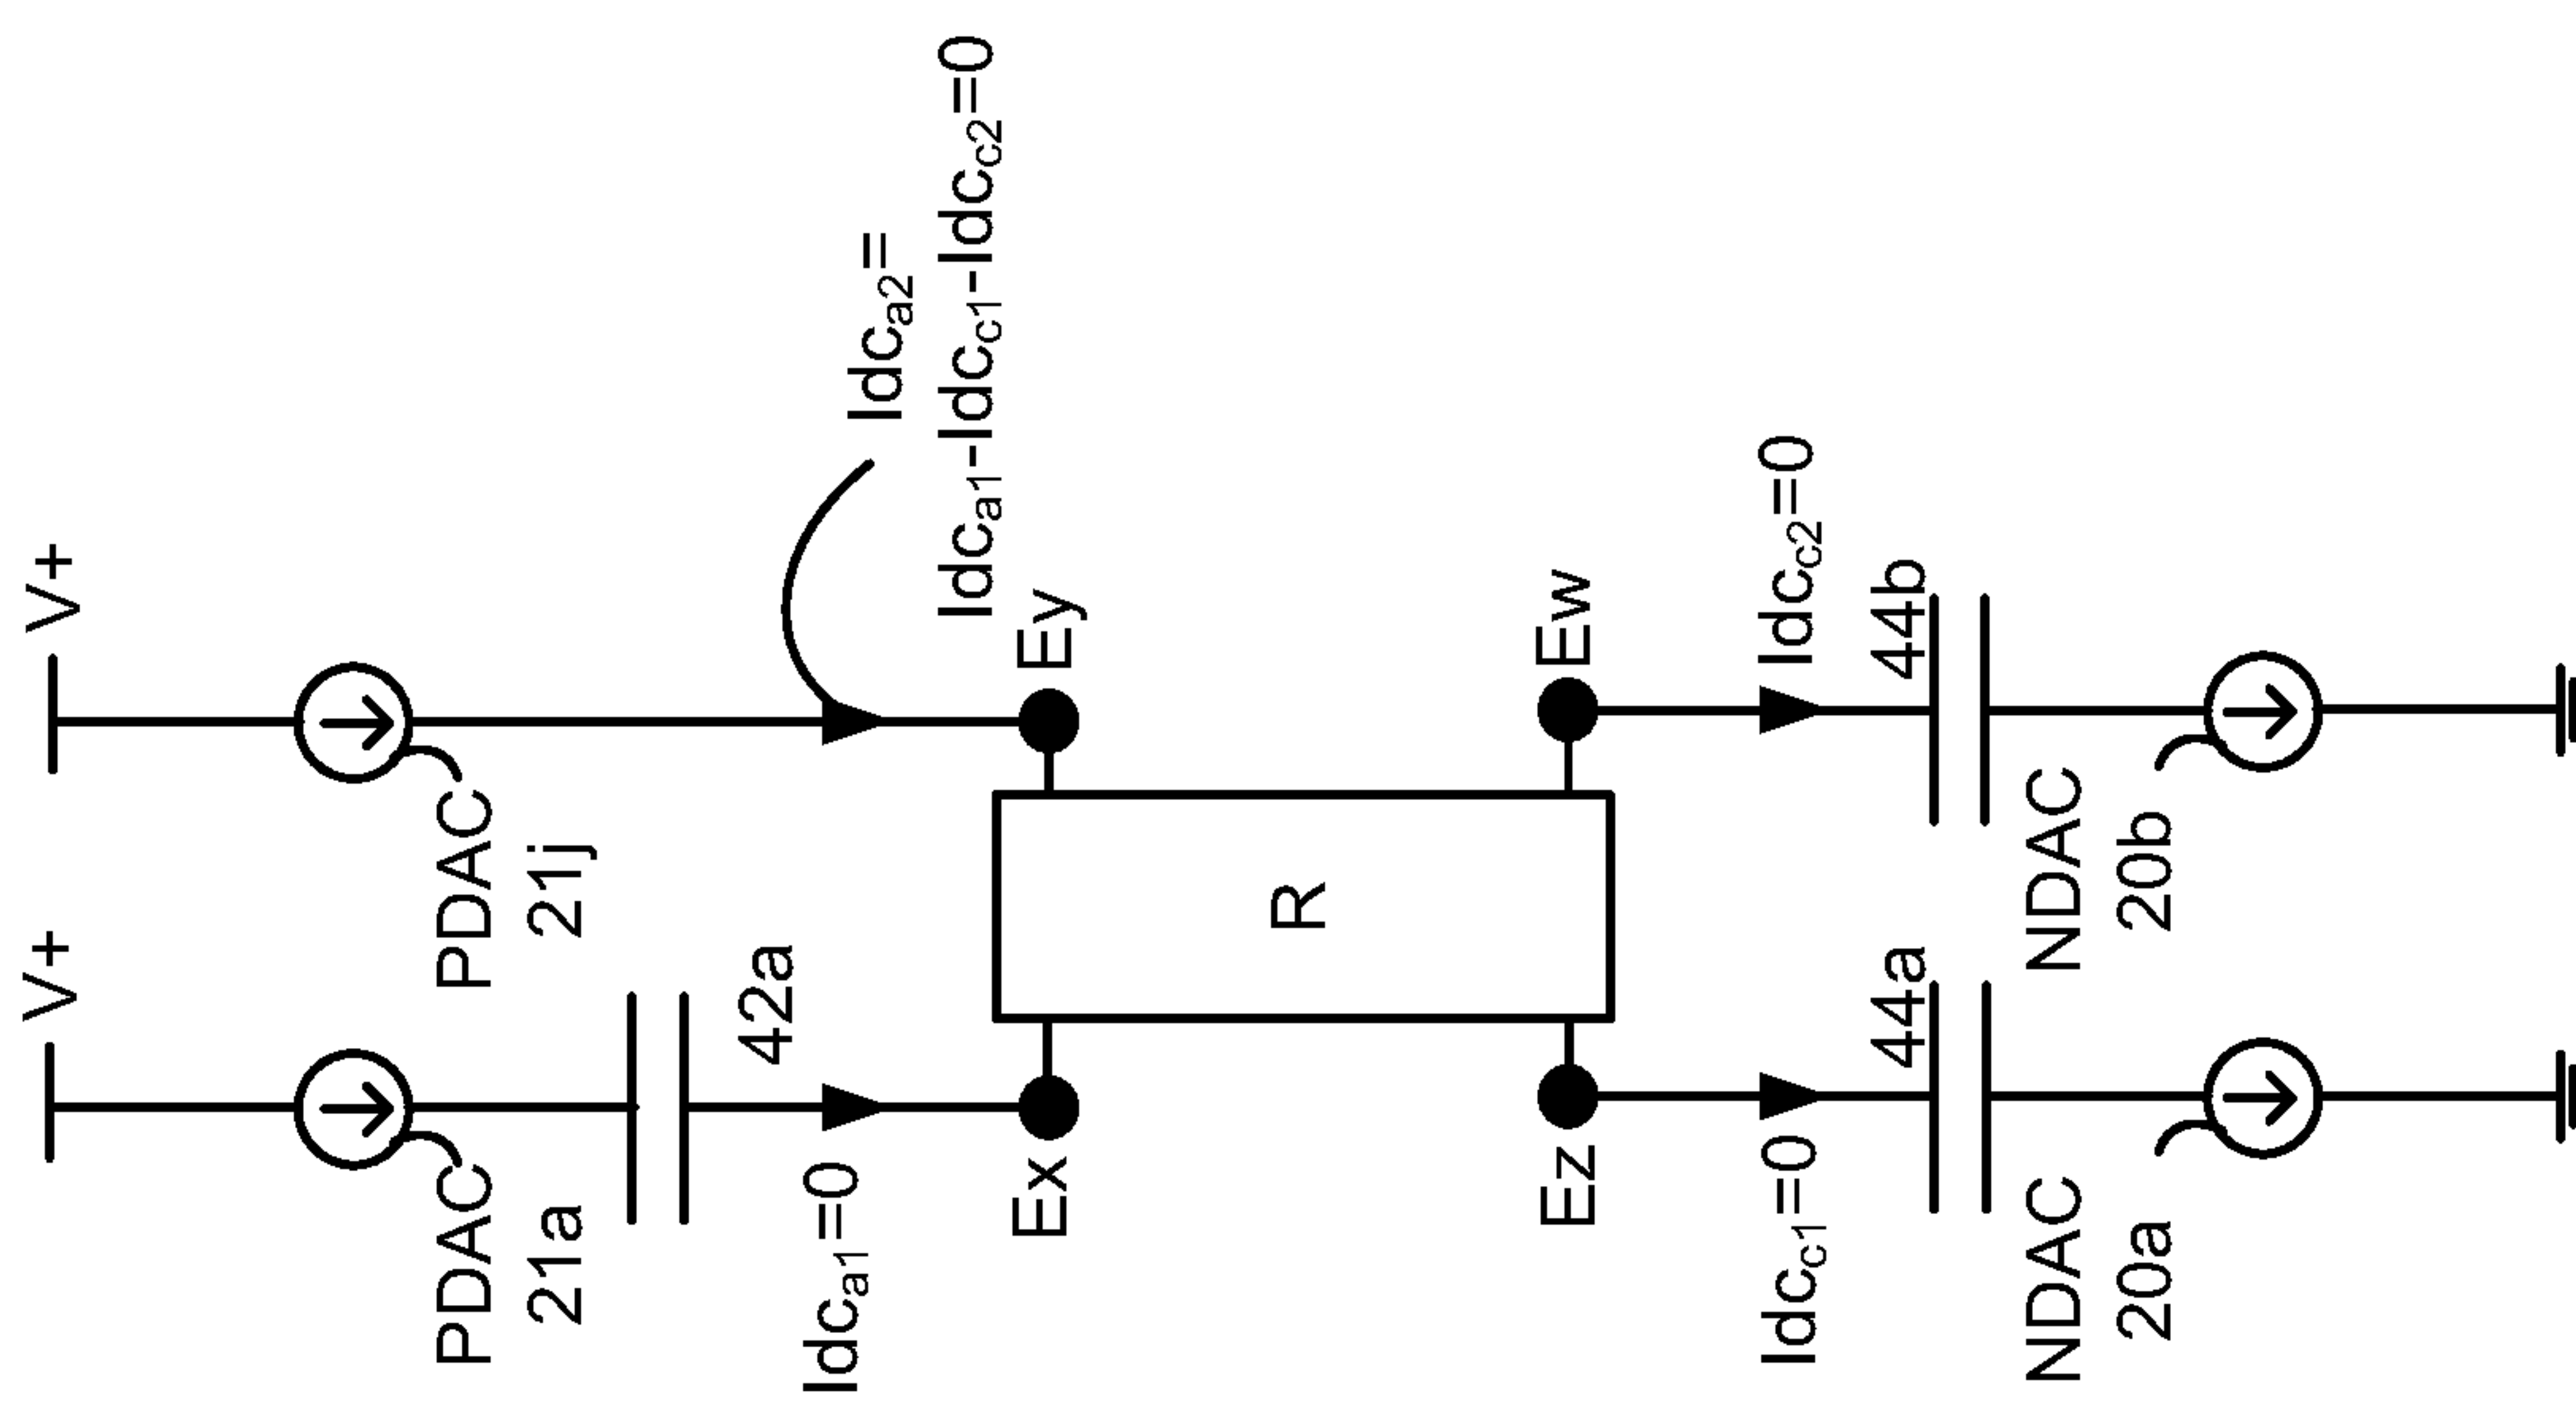 V+
V+
PDAC
21a
PDAC
21j
42a
Idca1=0
Idca2=
Idca1-Idcc1-Idcc2=0
Ex
Ey
R
Ez
Ew
Idcc1=0
Idcc2=0
44a
44b
NDAC
20a
NDAC
20b